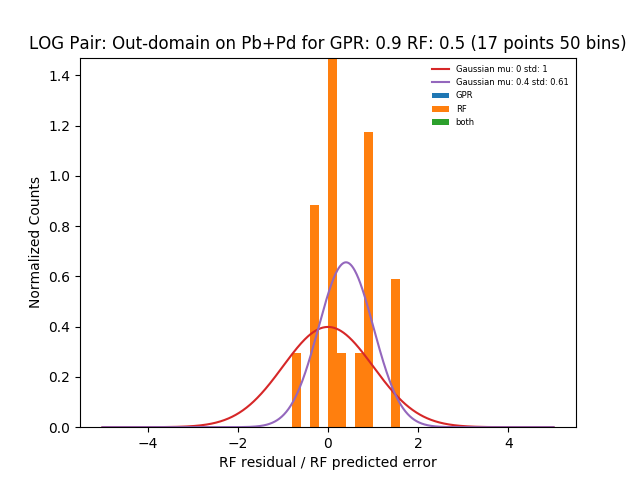 LOG Pair: Out-domain on Pb+Pd for GPR: 0.9 RF: 0.5 (17 points 50 bins)
Gaussian mu: 0 std: 1
Gaussian mu: 0.4 std: 0.61
GPR
RF
both
Normalized Counts
1.4
1.2
1.0
0.8
0.6
0.4
0.2
0.0
−4
−2
0
2
4
RF residual / RF predicted error